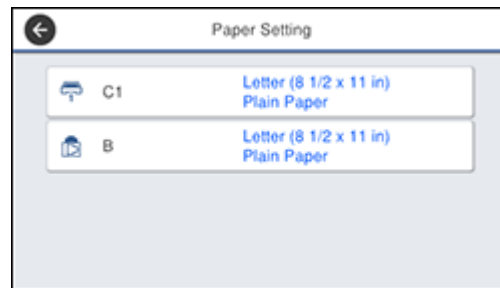 Paper Setting
1
C1
Letter (8 1/2 x 11 in)
Plain Paper
B
Letter (8 1/2 x 11 in)
Plain Paper